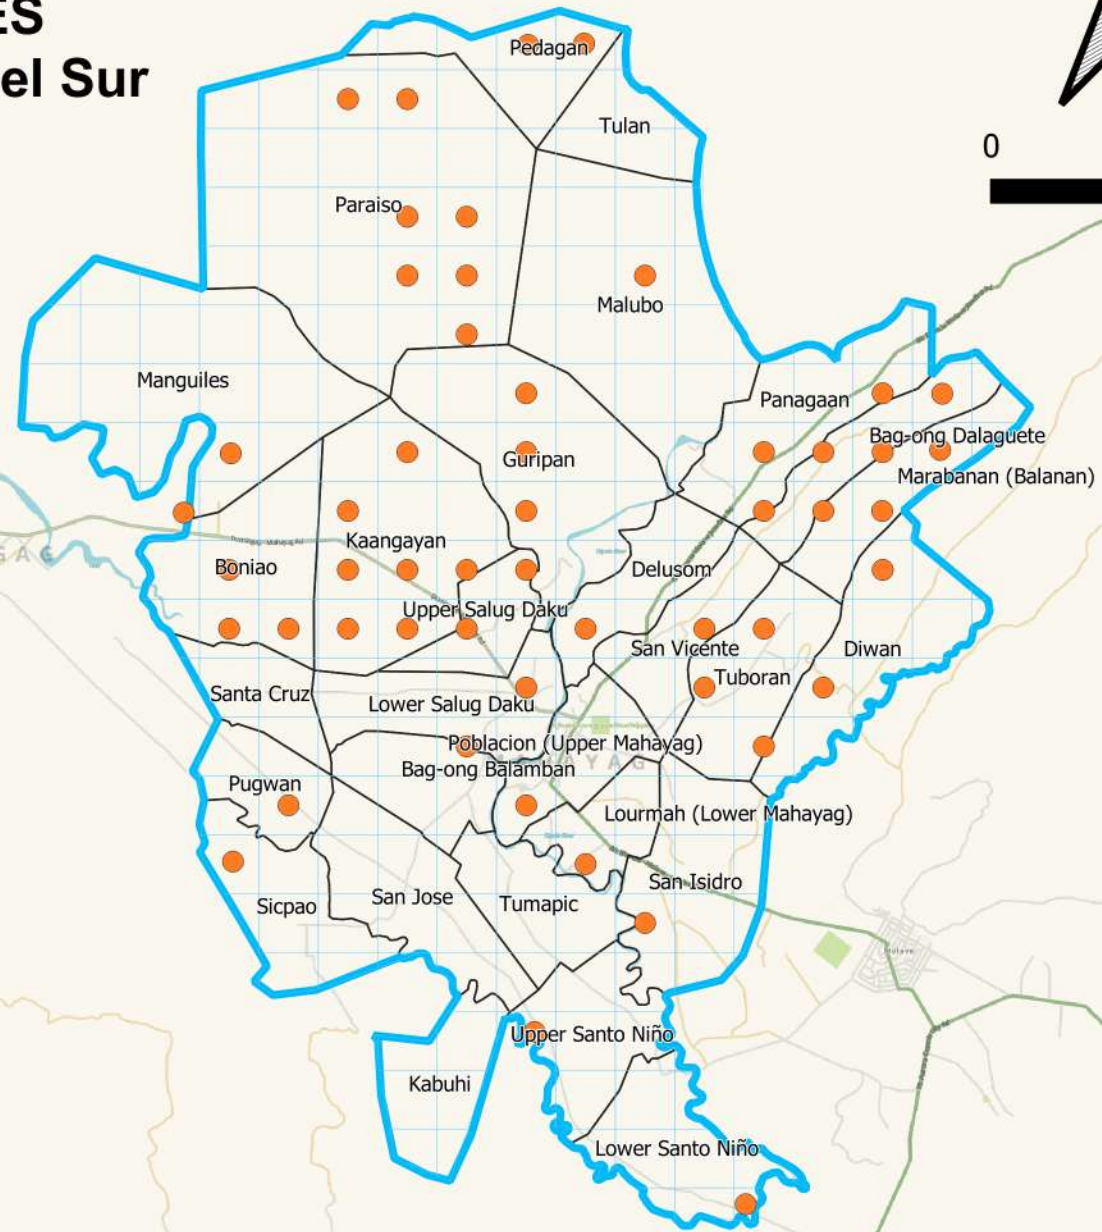 ES
el Sur
0
Pedagan
Tulan
Paraiso
Malubo
Manguiles
Panagaan
Bag-ong Dalaguete
Guripan
Marabanan (Balanan)
Kaangayan
Boniao
Delusom
Upper Salug Daku
San Vicente
Diwan
Tuboran
Santa Cruz
Lower Salug Daku
Poblacion (Upper Mahayag)
MAHAYAG
Bag-ong Balamban
Pugwan
Lourmah (Lower Mahayag)
San Isidro
San Jose
Tumapic
Sicpao
Upper Santo Niño
Kabuhi
Lower Santo Niño